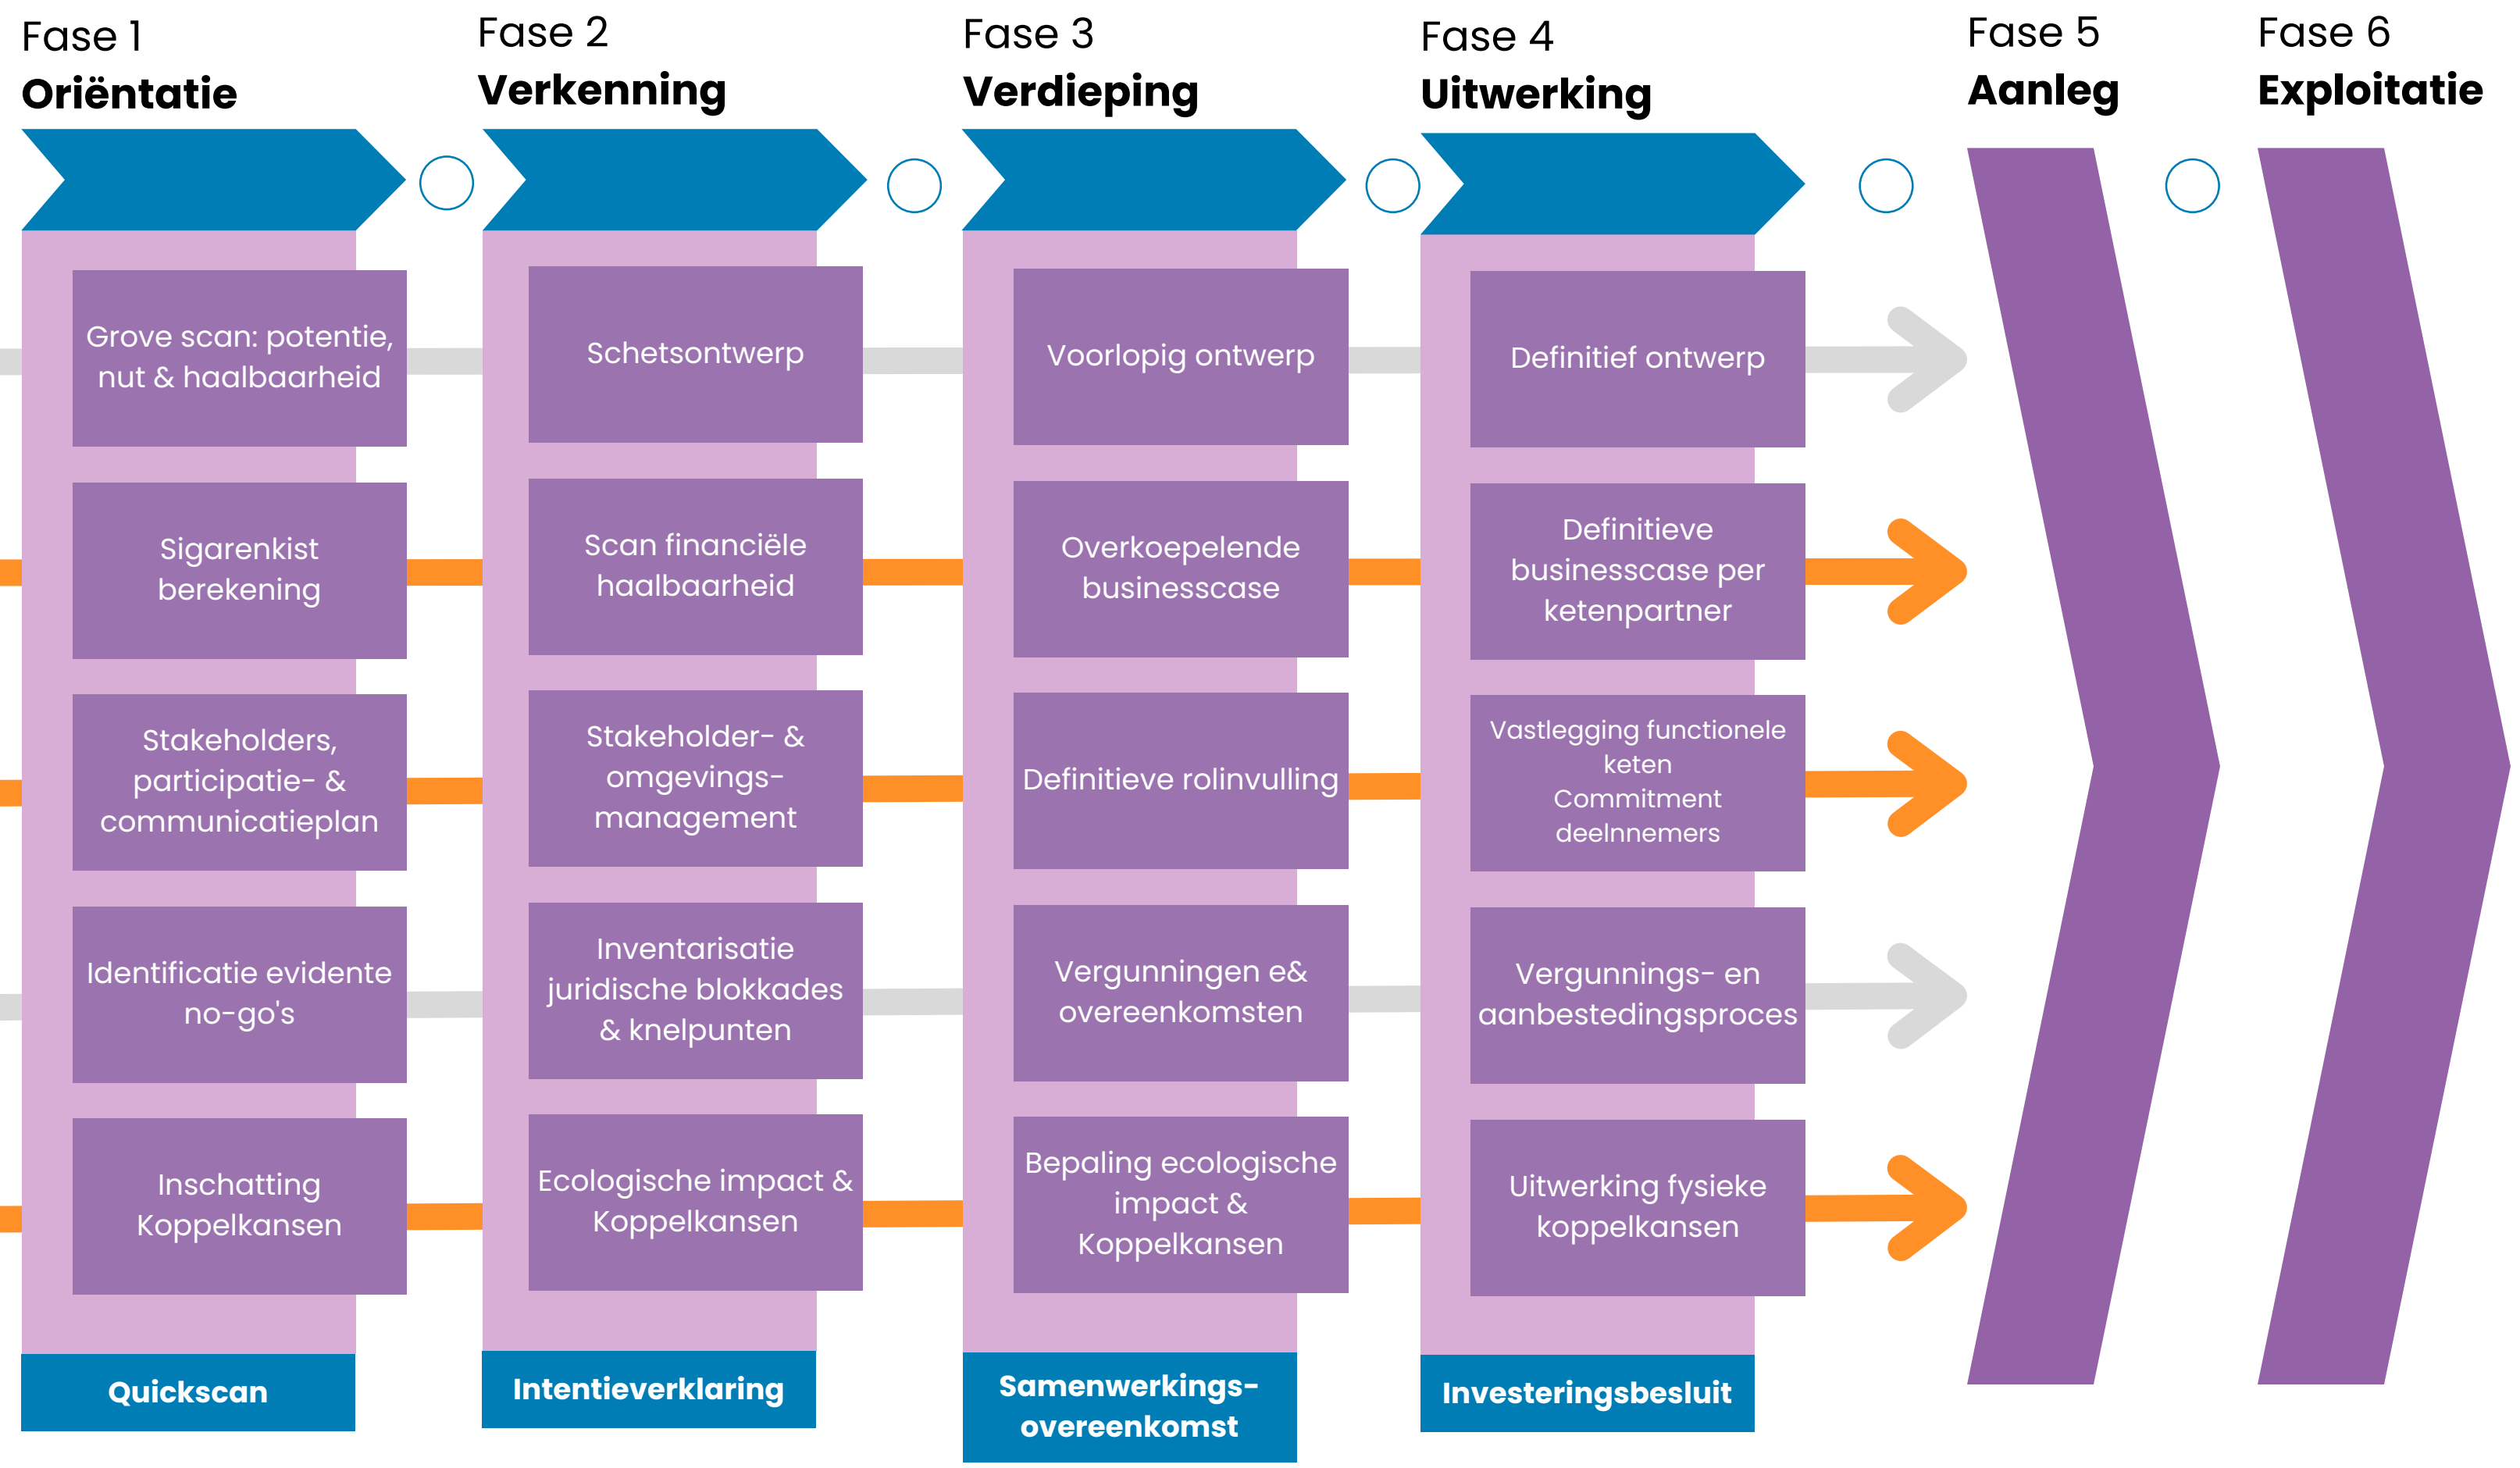 Fase 1
Oriëntatie
Grove scan: potentie,
nut & haalbaarheid
Sigarenkist
berekening
Stakeholders,
participatie- &
communicatieplan
Identificatie evidente
no-go's
Inschatting
Koppelkansen
Quickscan
Fase 2
Verkenning
Schetsontwerp
Scan financiële
haalbaarheid
Stakeholder- &
omgevings-
management
Inventarisatie
juridische blokkades
& knelpunten
Ecologische impact &
Koppelkansen
Intentieverklaring
Fase 3
Verdieping
Voorlopig ontwerp
Overkoepelende
businesscase
Definitieve rolinvulling
Vergunningen e&
overeenkomsten
Bepaling ecologische
impact &
Koppelkansen
Samenwerkings-
overeenkomst
Fase 4
Uitwerking
Definitief ontwerp
Definitieve
businesscase per
ketenpartner
Vastlegging functionele
keten
Commitment
deelnnemers
Vergunnings- en
aanbestedingsproces
Uitwerking fysieke
koppelkansen
Investeringsbesluit
Fase 5
Aanleg
Fase 6
Exploitatie